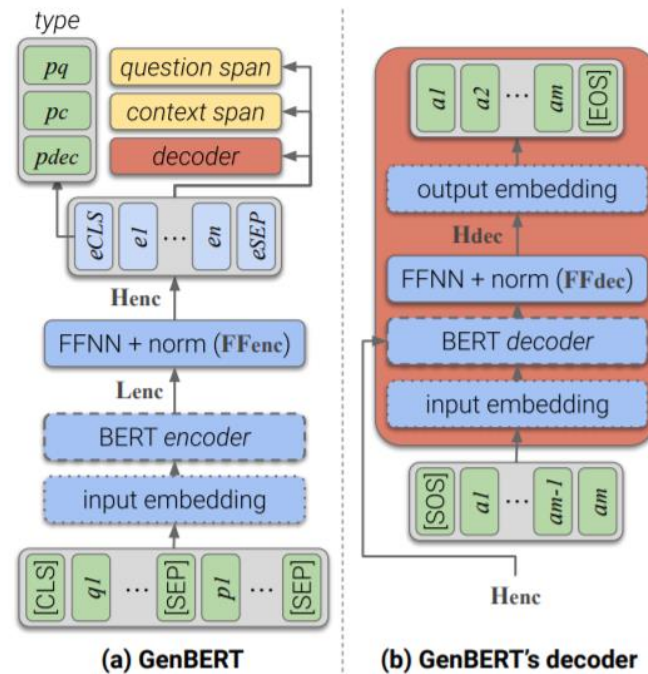 type
pq
pc
pdec
question span
context span
decoder
eCLS e1 ... en eSEP
Henc
FFNN + norm (FFenc)
Lenc
BERT encoder
input embedding
[CLS] q1 ... [SEP] p1 ... [SEP]
(a) GenBERT
a1 a2 ... am [EOS]
output embedding
Hdec
FFNN + norm (FFdec)
BERT decoder
input embedding
[SOS] a1 ... am-1 am
Henc
(b) GenBERT's decoder